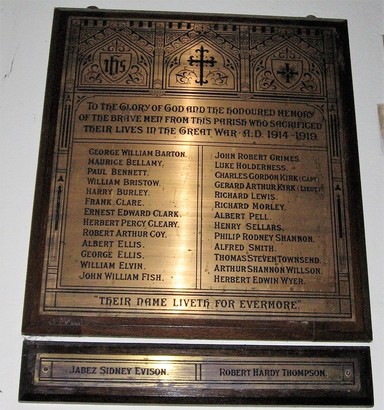 IHS
TO THE GLORY OF GOD AND THE HONOURED MEMORY
OF THE BRAVE MEN FROM THIS PARISH WHO SACRIFICED
THEIR LIVES IN THE GREAT WAR. A.D. 1914-1919.
GEORGE WILLIAM BARTON.
MAURICE BELLAMY.
PAUL BENNETT.
WILLIAM BRISTOW.
HARRY BURLEY.
FRANK CLARE.
ERNEST EDWARD CLARK.
HERBERT PERCY CLEARY.
ROBERT ARTHUR COY.
ALBERT ELLIS.
GEORGE ELLIS.
WILLIAM ELVIN.
JOHN WILLIAM FISH.
JOHN ROBERT GRIMES.
LUKE HOLDERNESS.
CHARLES GORDON KIRK (CAPT)
GERARD ARTHUR KIRK (LIEUT)
RICHARD LEWIS.
RICHARD MORLEY.
ALBERT PELL.
HENRY SELLARS.
PHILIP RODNEY SHANNON.
ALFRED SMITH.
THOMAS STEVEN TOWNSEND.
ARTHUR SHANNON WILLSON.
HERBERT EDWIN WYER.
"THEIR NAME LIVETH FOR EVERMORE."
JABEZ SIDNEY EVISON.
ROBERT HARDY THOMPSON.